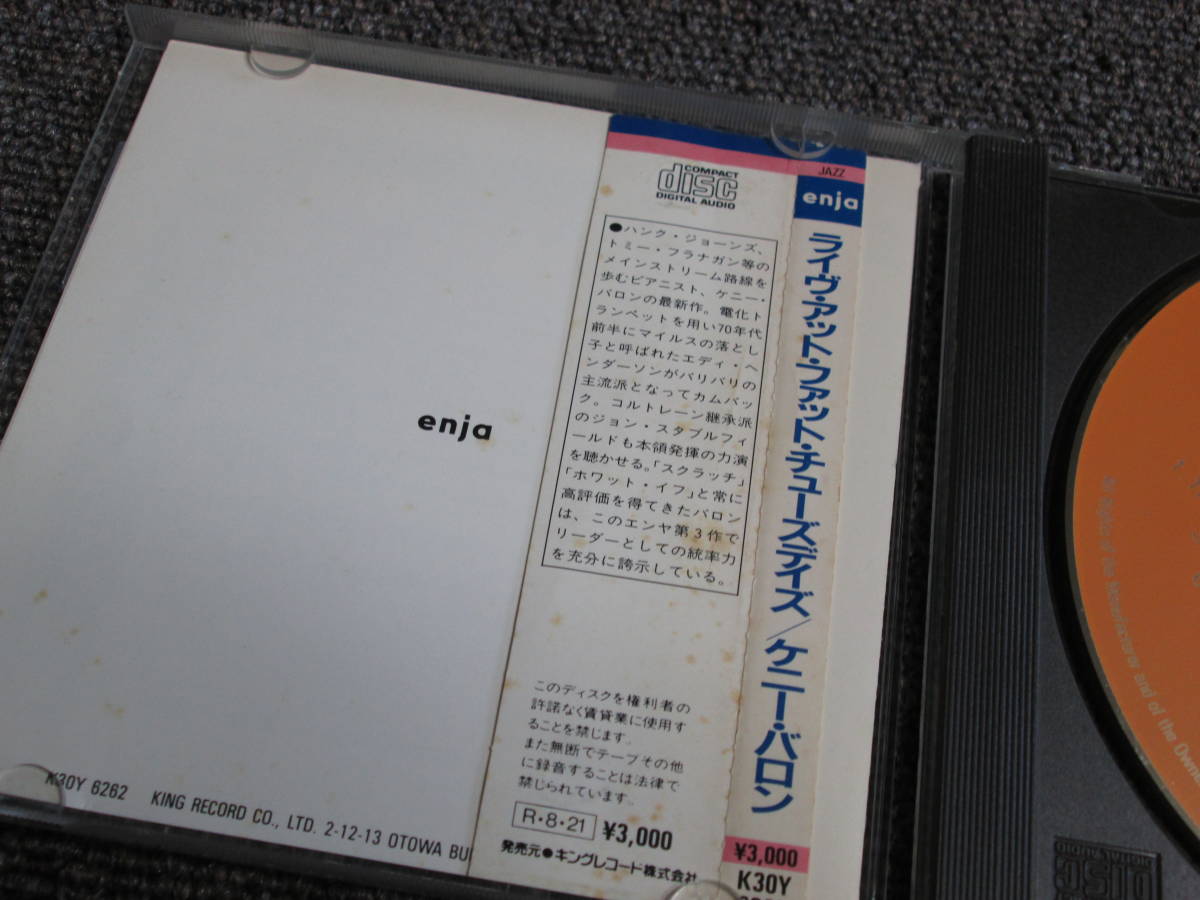 enja
K30Y 6262 KING RECORD CO., LTD. 2-12-13 OTOWA BU
COMPACT
disc
DIGITAL AUDIO
●ハンク・ジョーンズ、
トミー・フラナガン等の
メインストリーム路線を
歩むピアニスト、ケニー・
バロンの最新作。電化ト
ランペットを用い70年代
前半にマイルスの落とし
子と呼ばれたエディ・ヘ
ンダーソンがバリバリの
主流派となってカムバッ
ク。コルトレーン継承派
のジョン・スタブルフィ
ールドも本領発揮の力演
を聴かせる。「スクラッチ」
「ホワット・イフ」と常に
高評価を得てきたバロン
は、このエンヤ第3作で
リーダーとしての統率力
を充分に誇示している。
このディスクを権利者の
許諾なく賃貸業に使用す
ることを禁じます。
また無断でテープその他
に録音することは法律で
禁じられています。
R・8・21 ¥3,000
発売元●キングレコード株式会社
JAZZ
enja
ライヴ・アット・ファット・チューズデイズ/ケニー・バロン
¥3,000
K30Y
of the Manufacturer and of the Owner
disc
DIGITAL AUDIO